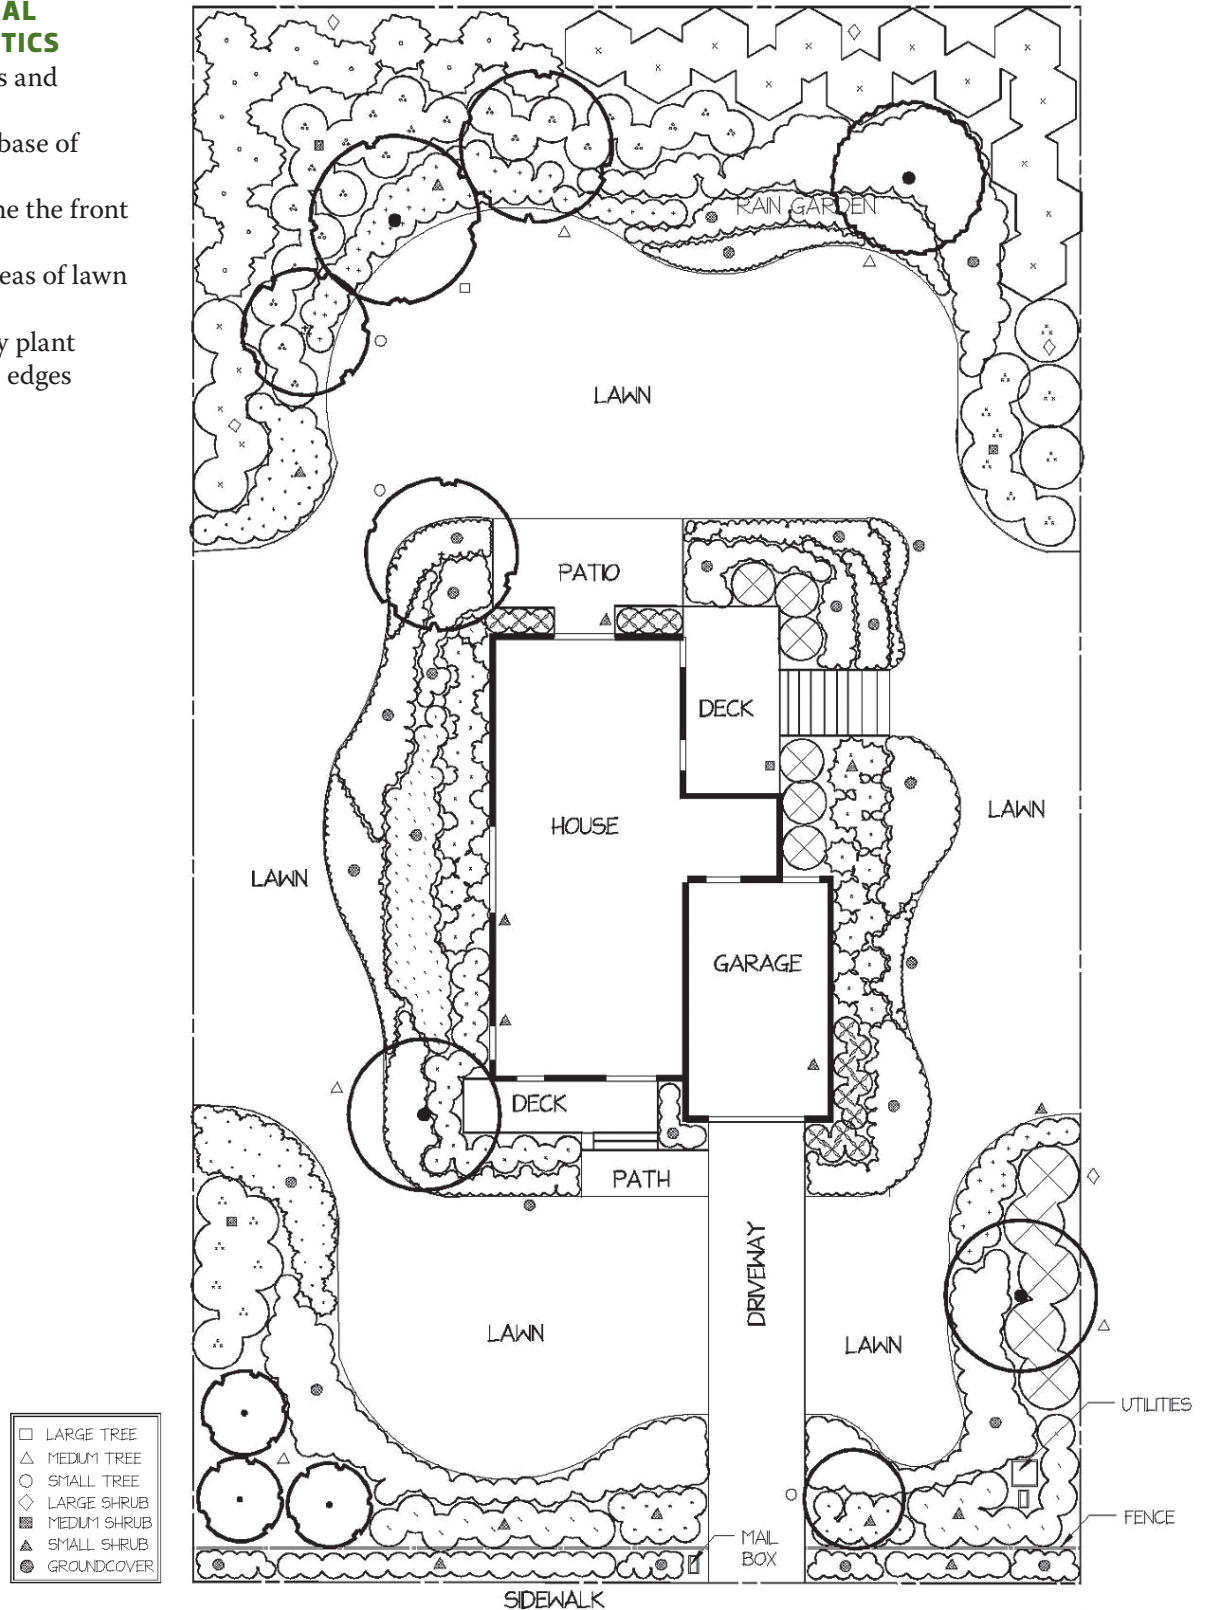 AL
TICS
s and
base of
ne the front
eas of lawn
y plant
edges
RAIN GARDEN
LAWN
PATIO
DECK
HOUSE
LAWN
LAWN
GARAGE
DECK
PATH
DRIVEWAY
LAWN
LAWN
UTILITIES
FENCE
MAIL
BOX
SIDEWALK
LARGE TREE
MEDIUM TREE
SMALL TREE
LARGE SHRUB
MEDIUM SHRUB
SMALL SHRUB
GROUNDCOVER